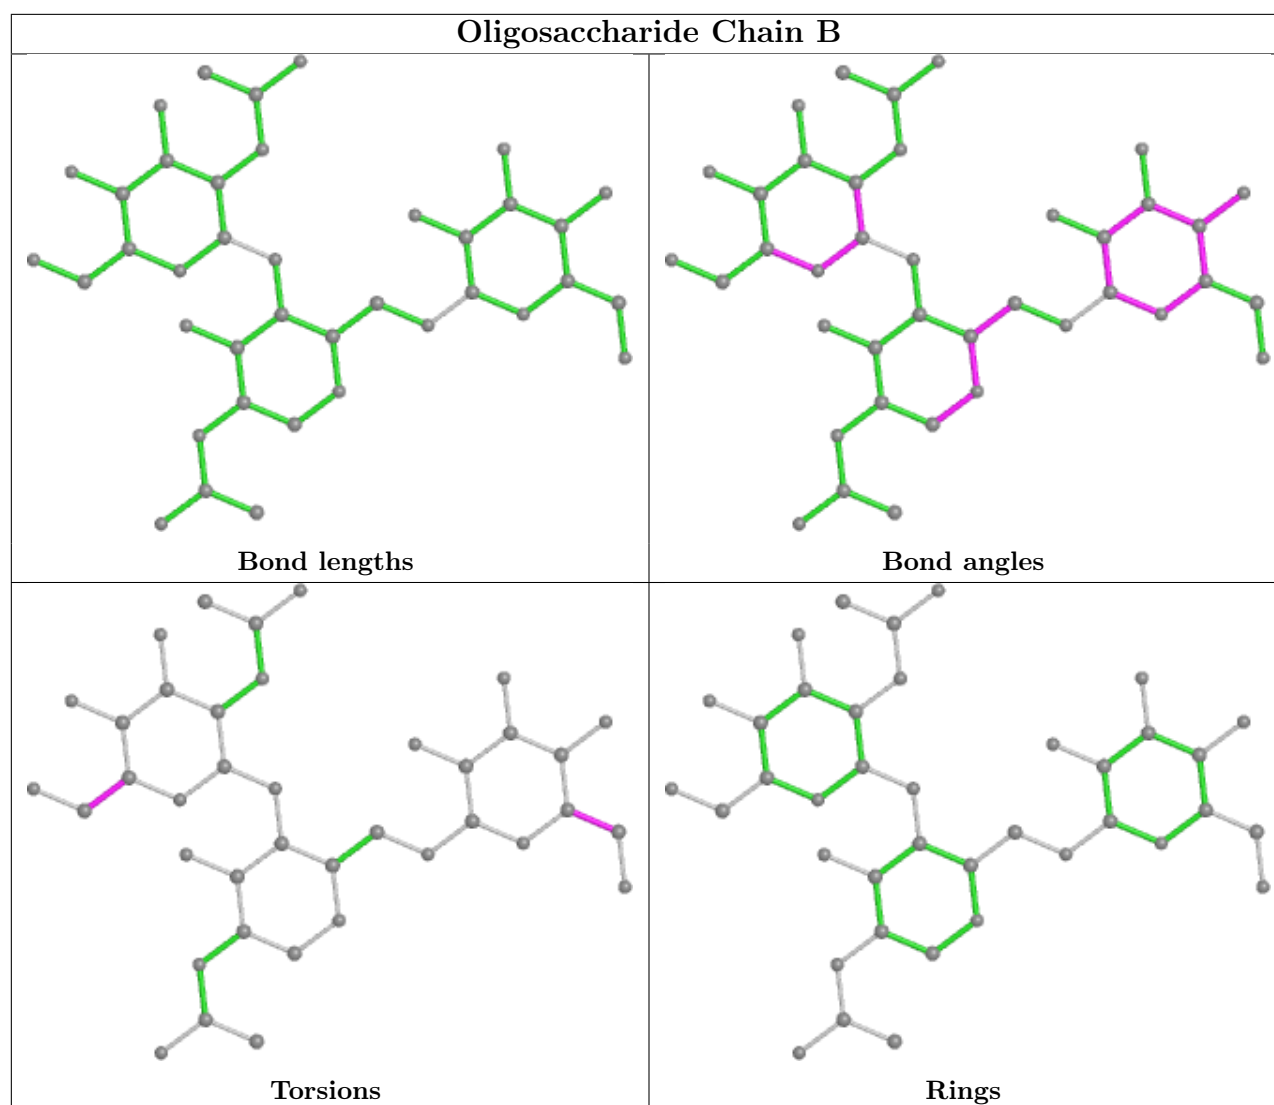 Oligosaccharide Chain B
Bond lengths
Bond angles
Torsions
Rings